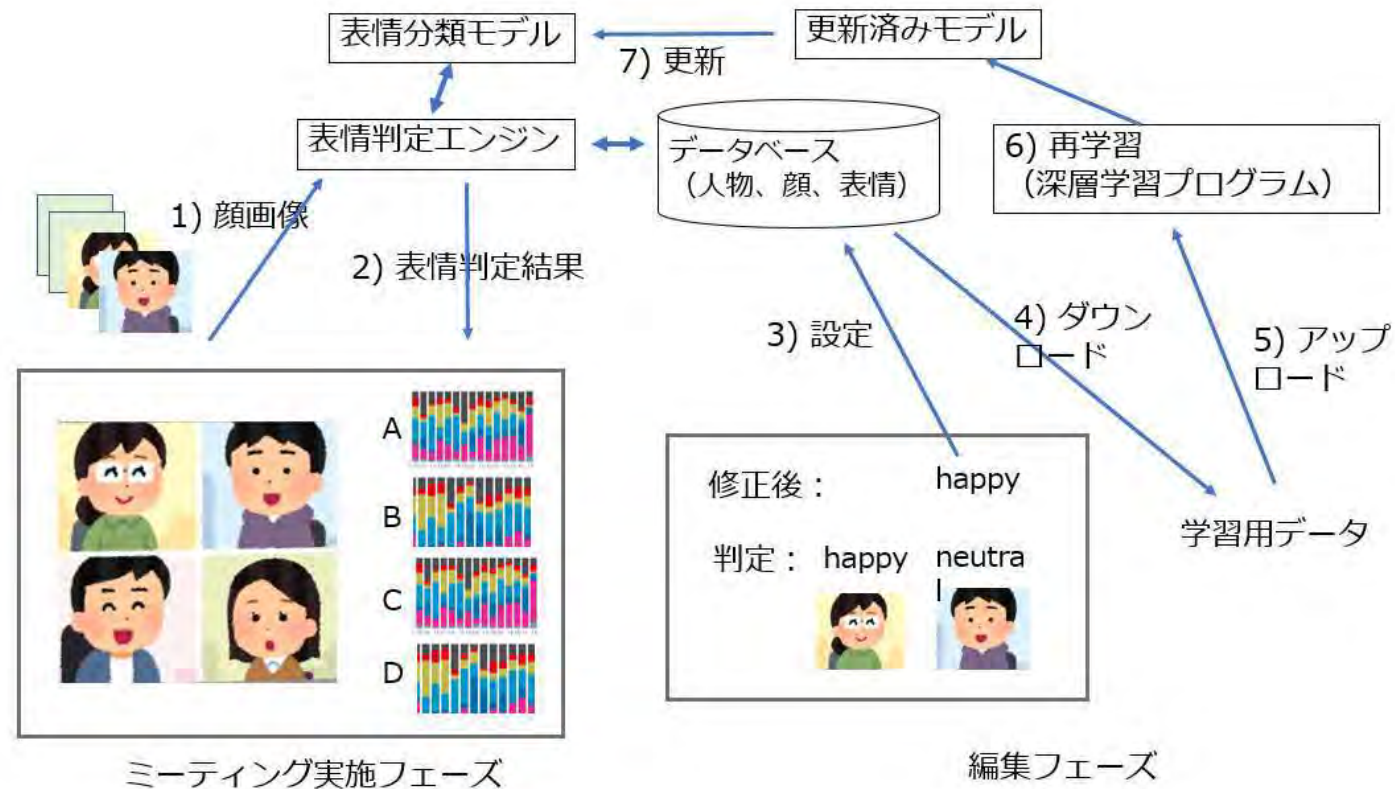 表情分類モデル
更新済みモデル
7) 更新
表情判定エンジン
データベース
（人物、顔、表情）
6) 再学習
（深層学習プログラム）
1) 顔画像
2) 表情判定結果
3) 設定
4) ダウン
ロード
5) アップ
ロード
A
B
C
D
修正後：
happy
判定：
happy
neutra
l
学習用データ
ミーティング実施フェーズ
編集フェーズ